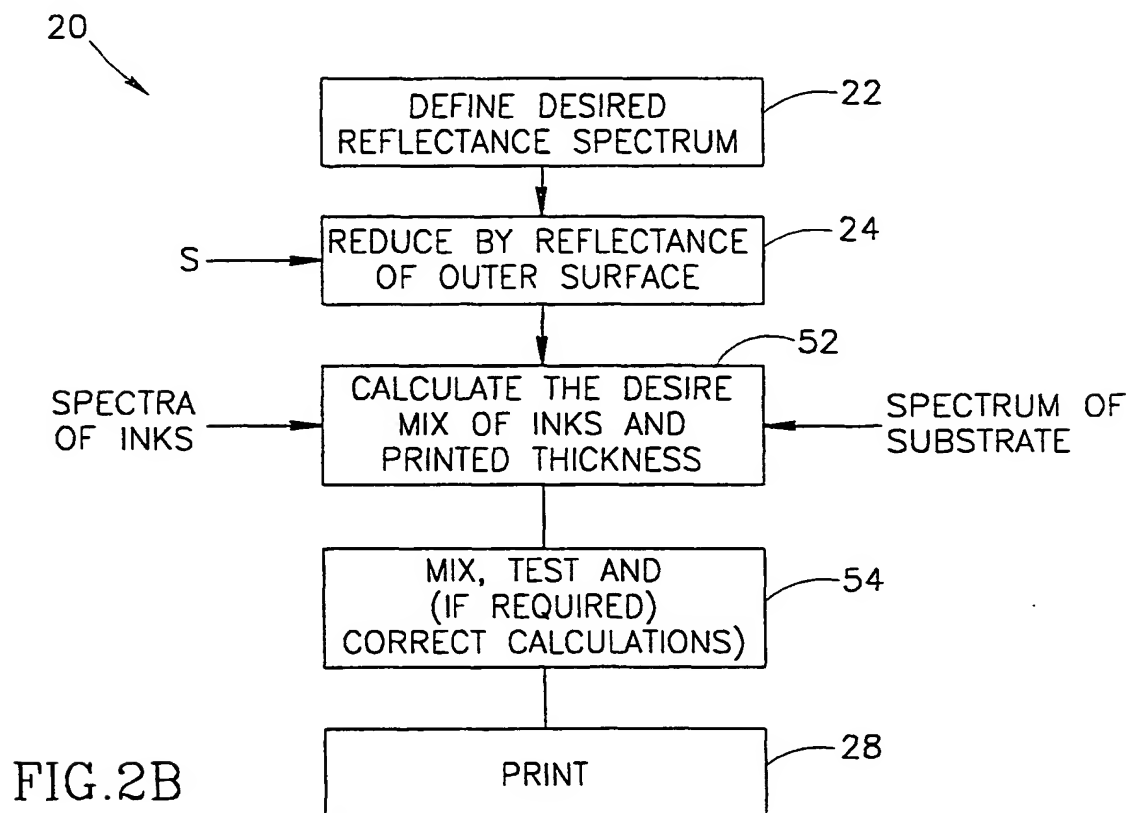 20
DEFINE DESIRED
REFLECTANCE SPECTRUM
22
S
REDUCE BY REFLECTANCE
OF OUTER SURFACE
24
52
SPECTRA
OF INKS
CALCULATE THE DESIRE
MIX OF INKS AND
PRINTED THICKNESS
SPECTRUM OF
SUBSTRATE
MIX, TEST AND
(IF REQUIRED)
CORRECT CALCULATIONS)
54
PRINT
28
FIG.2B